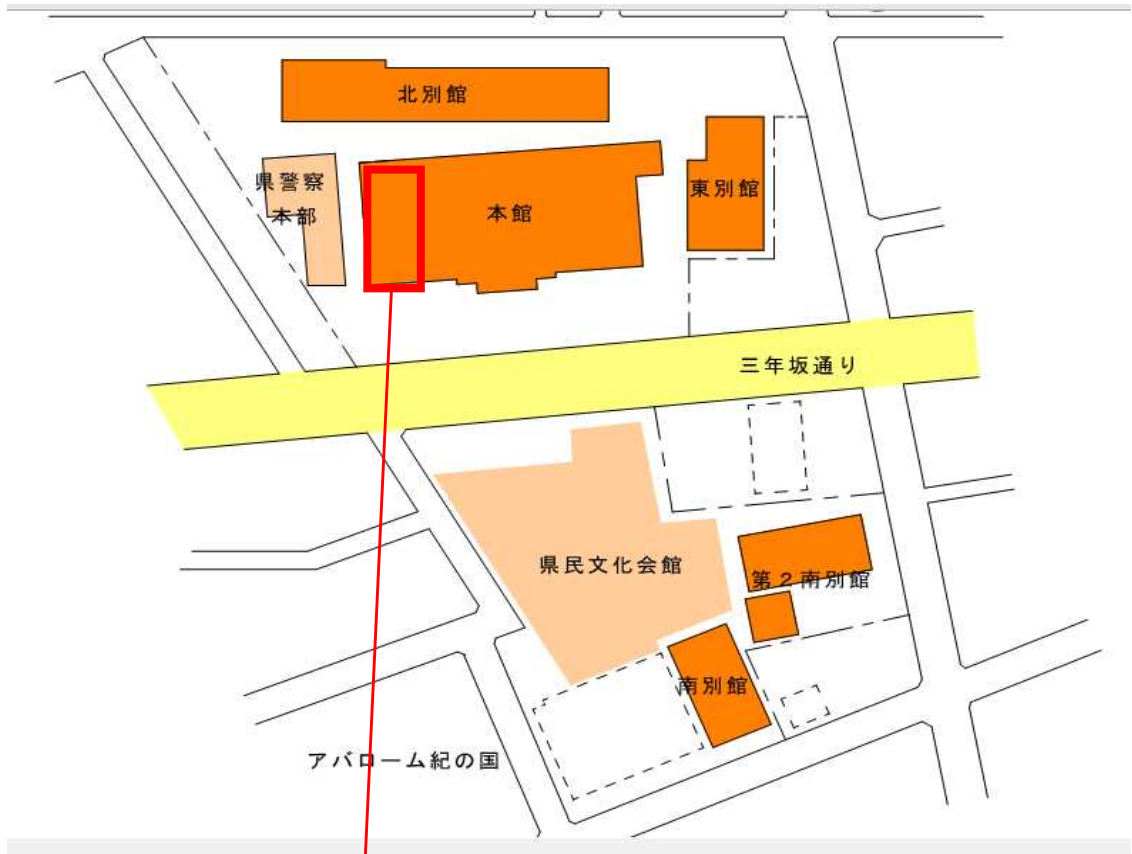 北別館
県警察
本部
本館
東別館
三年坂通り
県民文化会館
第２南別館
南別館
アバローム紀の国